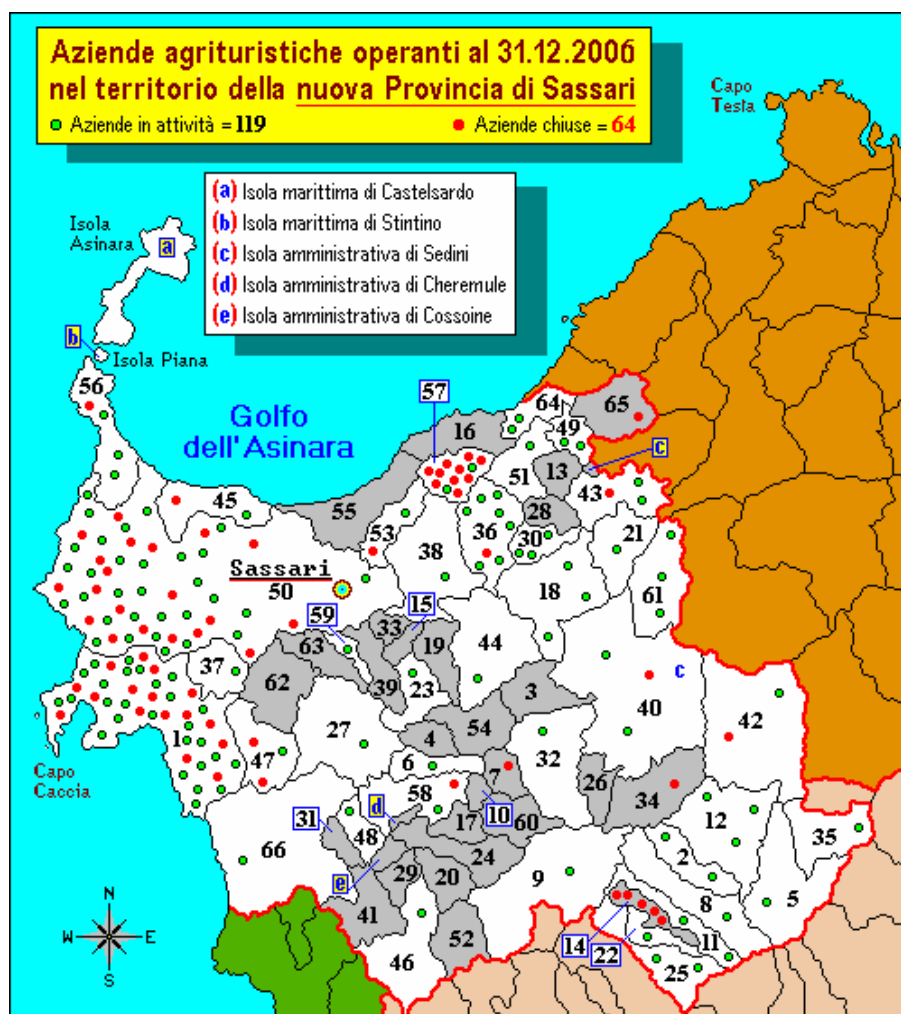 Aziende agrituristiche operanti al 31.12.2006
nel territorio della nuova Provincia di Sassari
Aziende in attività = 119 Aziende chiuse = 64
Capo
Testa
(a) Isola marittima di Castelsardo
(b) Isola marittima di Stintino
(c) Isola amministrativa di Sedini
(d) Isola amministrativa di Cheremule
(e) Isola amministrativa di Cossoine
Isola
Asinara
a
b
Isola Piana
56
57
64
65
Golfo
dell'Asinara
16
49
c
51
13
43
45
55
28
53
36
30
21
38
Sassari
50
18
61
59
15
33
63
19
44
37
39
23
62
3
c
40
42
54
27
4
1
47
6
32
Capo
Caccia
7
26
58
34
d
10
31
17
60
12
48
35
66
24
2
29
20
9
e
5
8
41
11
52
14
22
46
25
N
W
E
S